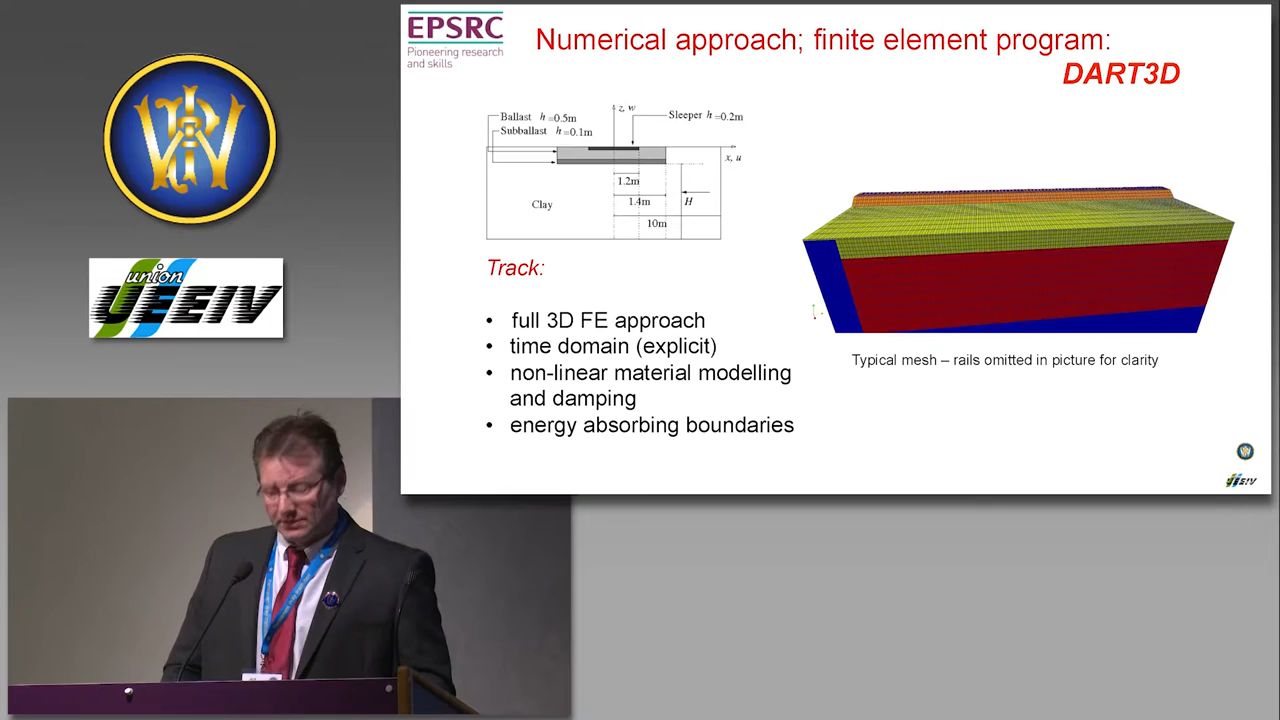 EPSRC
Pioneering research
and skills
Numerical approach; finite element program:
DART3D
Ballast h=0.5m
Subballast h=0.1m
z, w
Sleeper h=0.2m
x, u
1.2m
1.4m
H
10m
Clay
Track:
• full 3D FE approach
• time domain (explicit)
• non-linear material modelling
and damping
• energy absorbing boundaries
Typical mesh – rails omitted in picture for clarity
PWI
union
UEEIV
UEEIV